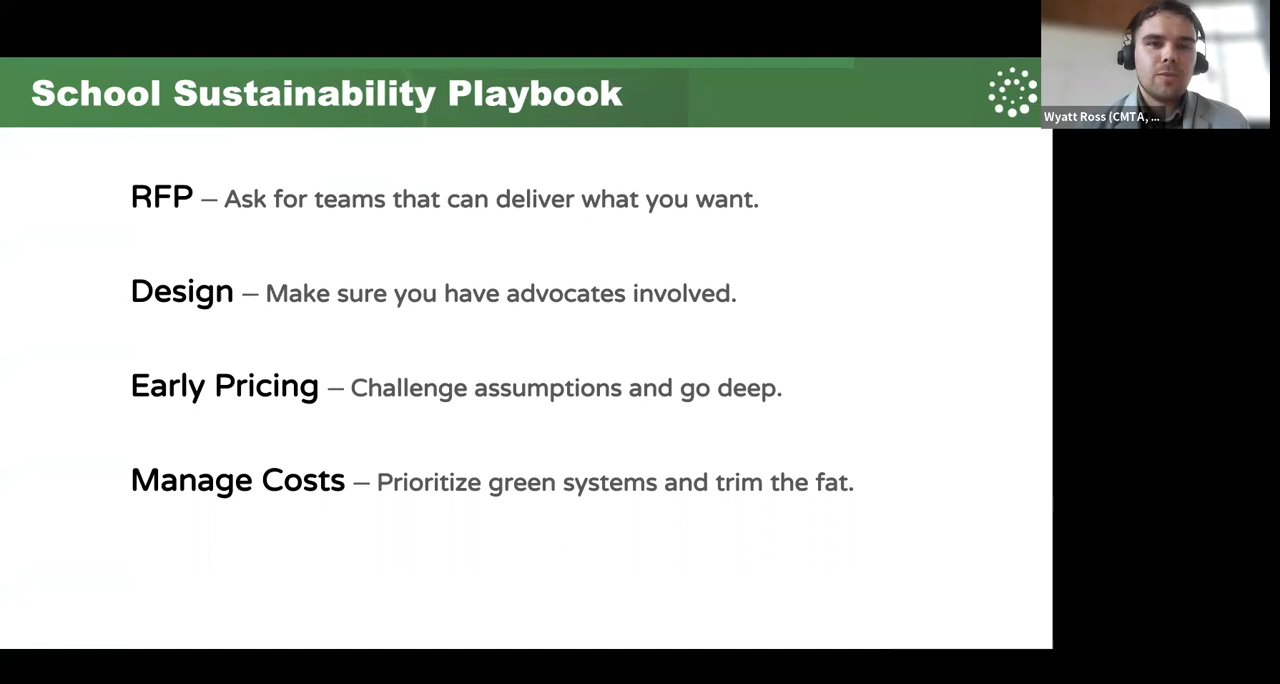 School Sustainability Playbook
Wyatt Ross (CMTA, ...
RFP – Ask for teams that can deliver what you want.
Design – Make sure you have advocates involved.
Early Pricing – Challenge assumptions and go deep.
Manage Costs – Prioritize green systems and trim the fat.